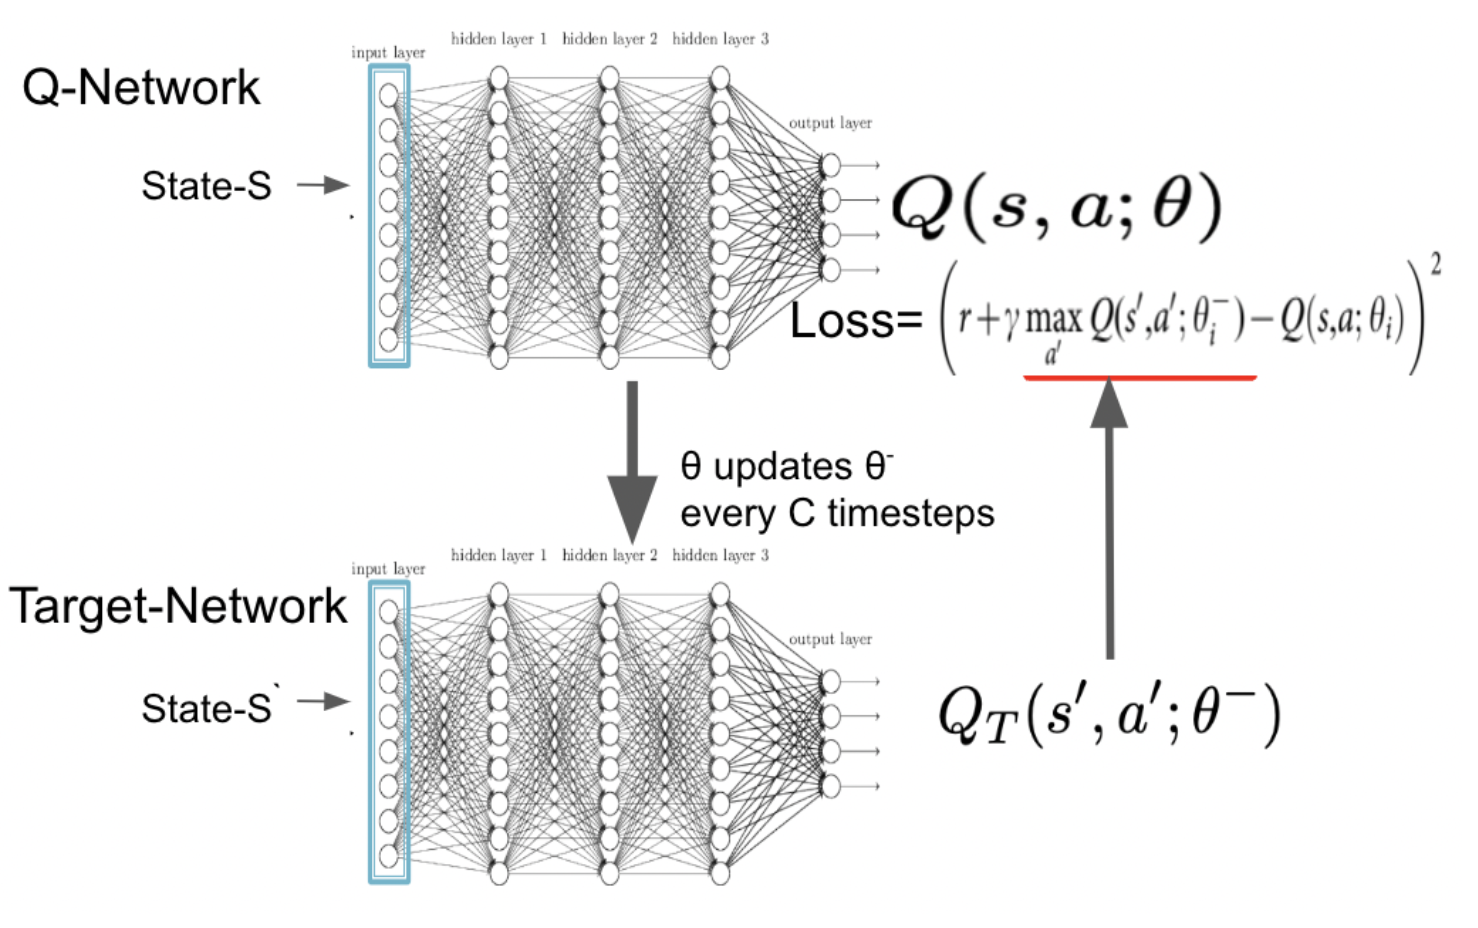 hidden layer 1 hidden layer 2 hidden layer 3
input layer
Q-Network
output layer
State-S
Q(s, a; θ)
Loss= (r+γ max_{a′} Q(s′,a′;θ_i^−)−Q(s,a;θ_i))^2
θ updates θ^-
every C timesteps
hidden layer 1 hidden layer 2 hidden layer 3
input layer
Target-Network
output layer
State-S`
Q_T(s′, a′; θ^−)